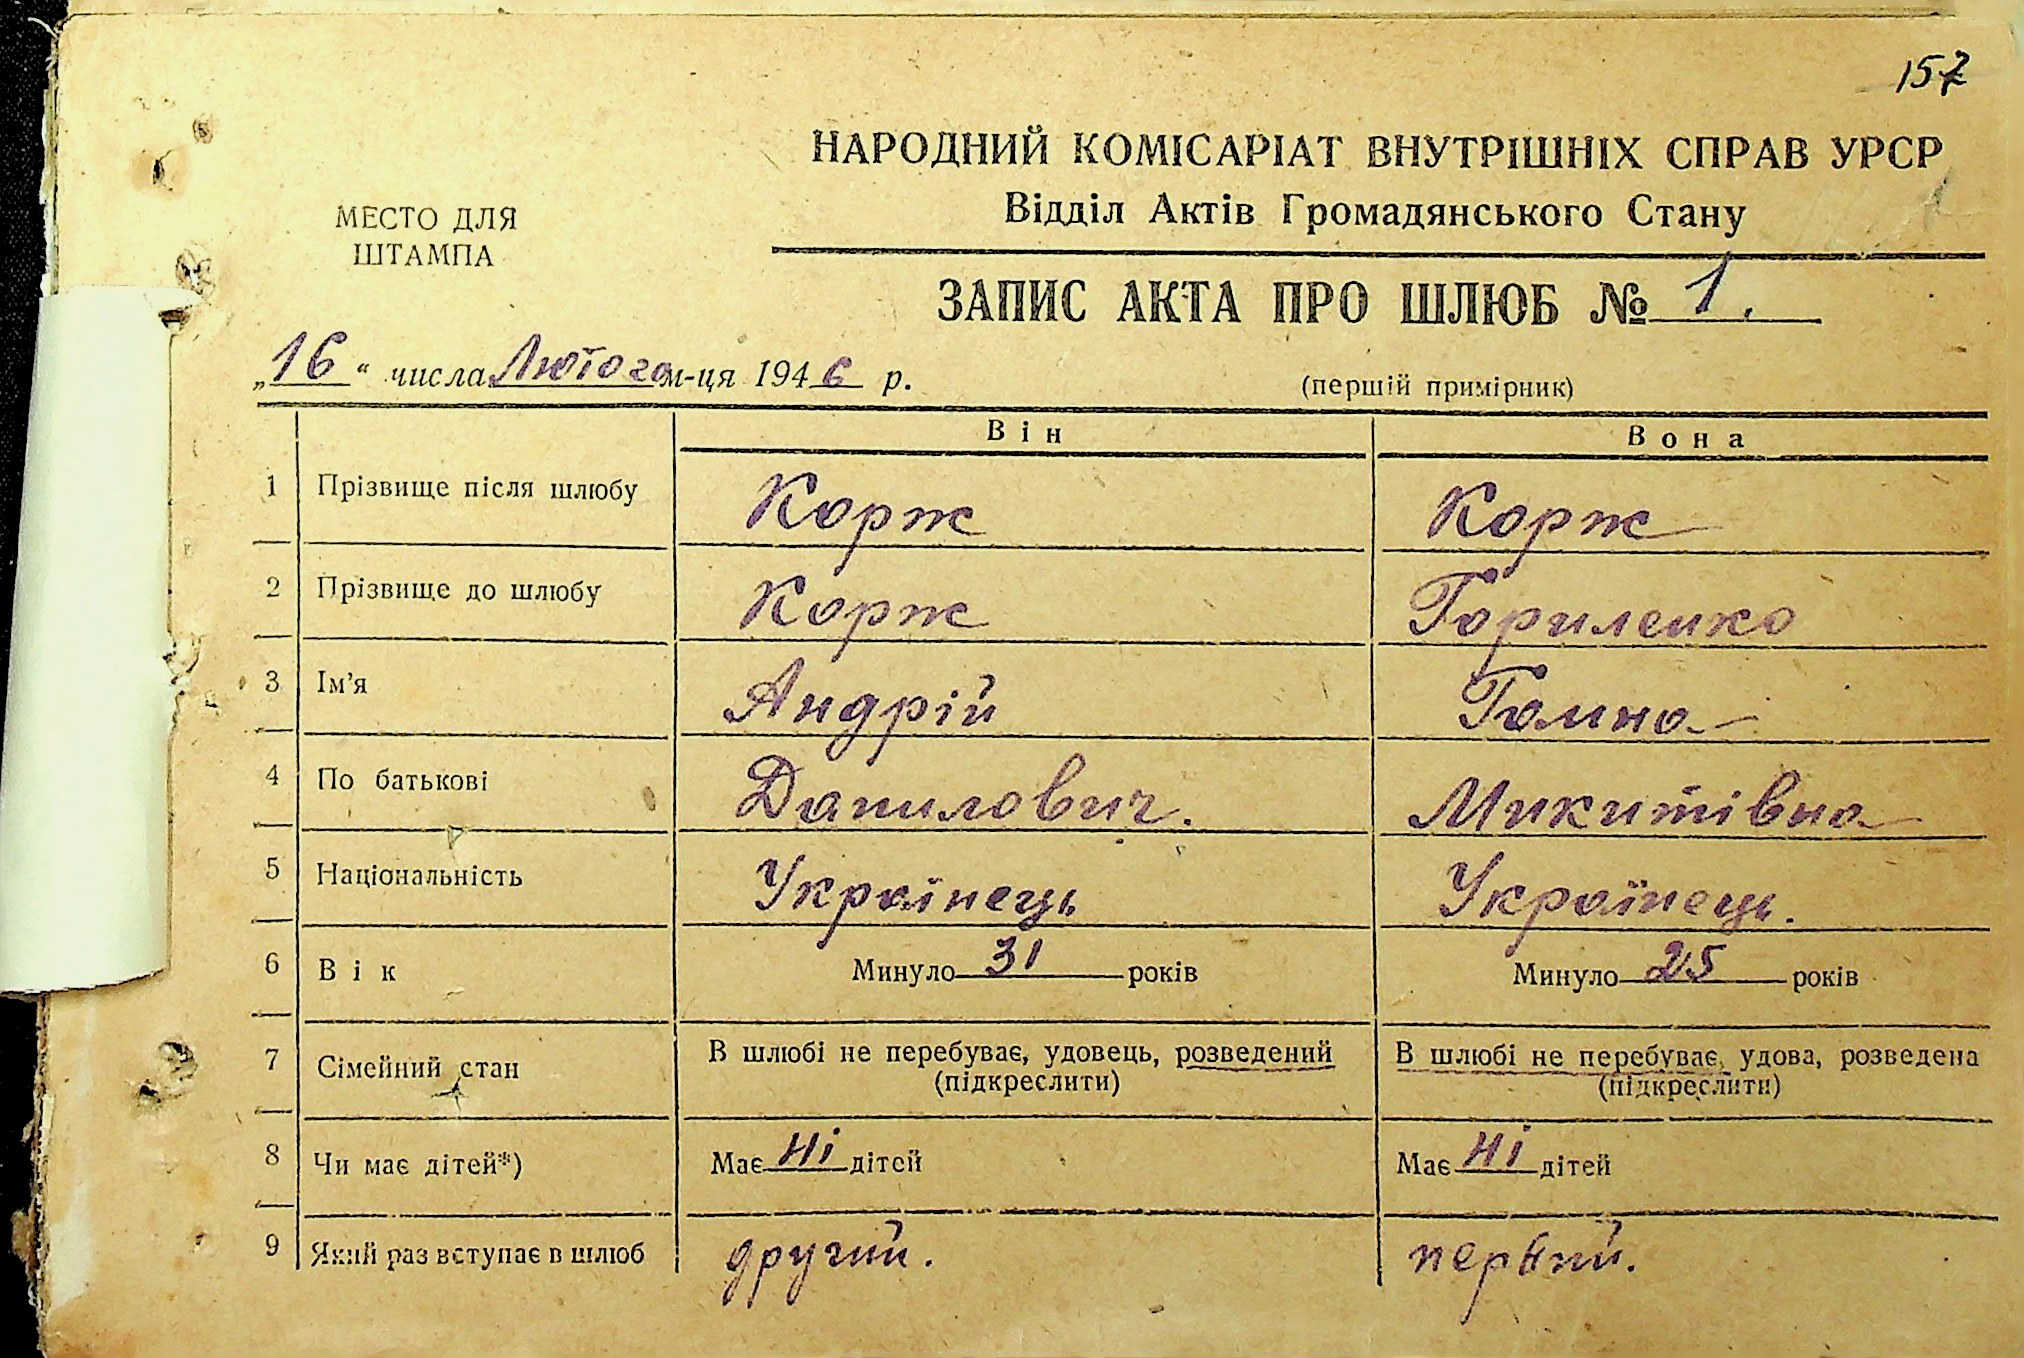 157
НАРОДНИЙ КОМІСАРІАТ ВНУТРІШНІХ СПРАВ УРСР
Відділ Актів Громадянського Стану
МЕСТО ДЛЯ
ШТАМПА
ЗАПИС АКТА ПРО ШЛЮБ № 1.
„16“ числа Лютого м-ця 1946 р.
(перший примірник)
Він Вона
1 Прізвище після шлюбу Корж Корж
2 Прізвище до шлюбу Корж Гориленко
3 Ім'я Андрій Галина
4 По батькові Данилович. Микитівна
5 Національність Українець Українець.
6 Вік Минуло 31 років Минуло 25 років
7 Сімейний стан В шлюбі не перебуває, удовець, розведений В шлюбі не перебуває, удова, розведена
(підкреслити) (підкреслити)
8 Чи має дітей*) Має Ні дітей Має Ні дітей
9 Який раз вступає в шлюб другий. первий.